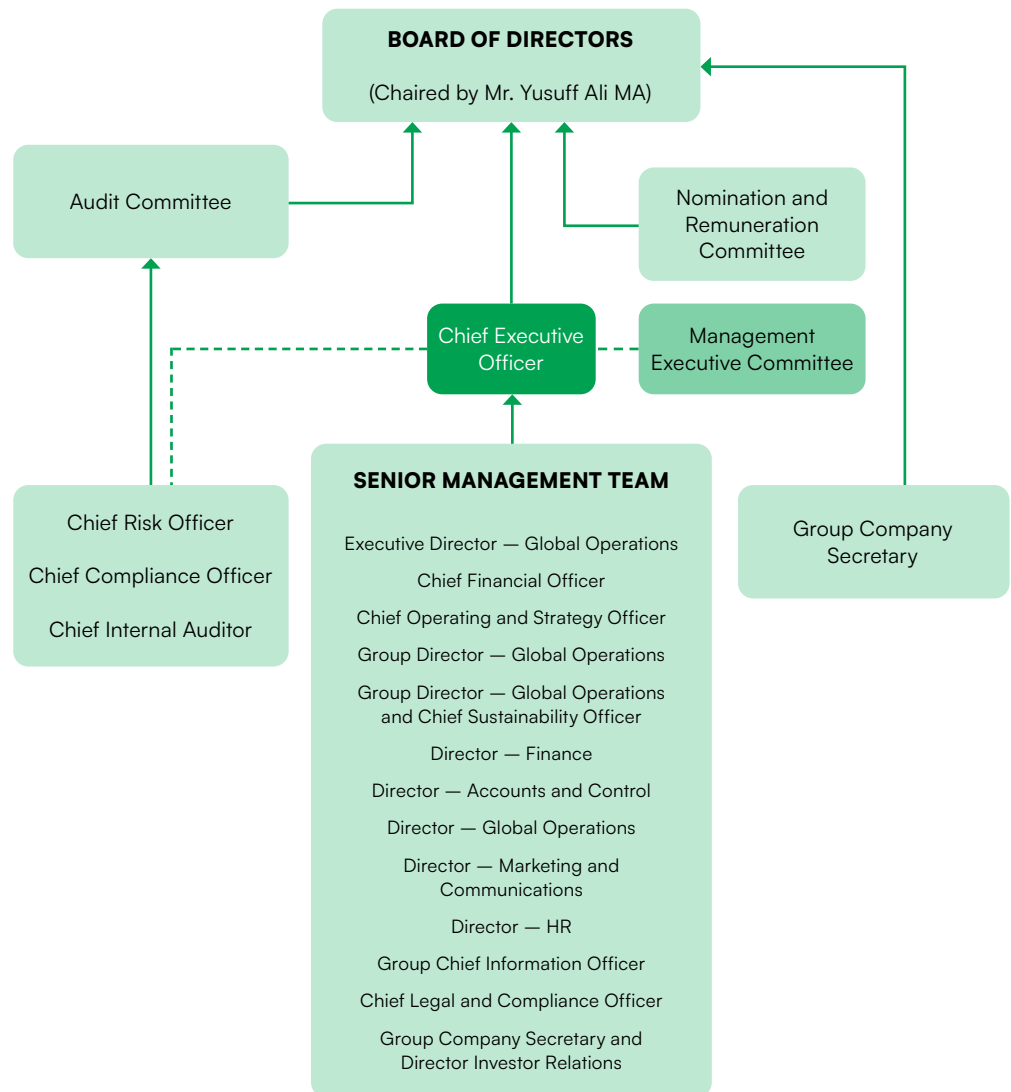 BOARD OF DIRECTORS
(Chaired by Mr. Yusuff Ali MA)
Audit Committee
Nomination and
Remuneration
Committee
Chief Executive
Officer
Management
Executive Committee
Chief Risk Officer
Chief Compliance Officer
Chief Internal Auditor
SENIOR MANAGEMENT TEAM
Executive Director — Global Operations
Chief Financial Officer
Chief Operating and Strategy Officer
Group Director — Global Operations
Group Director — Global Operations
and Chief Sustainability Officer
Director — Finance
Director — Accounts and Control
Director — Global Operations
Director — Marketing and
Communications
Director — HR
Group Chief Information Officer
Chief Legal and Compliance Officer
Group Company Secretary and
Director Investor Relations
Group Company
Secretary